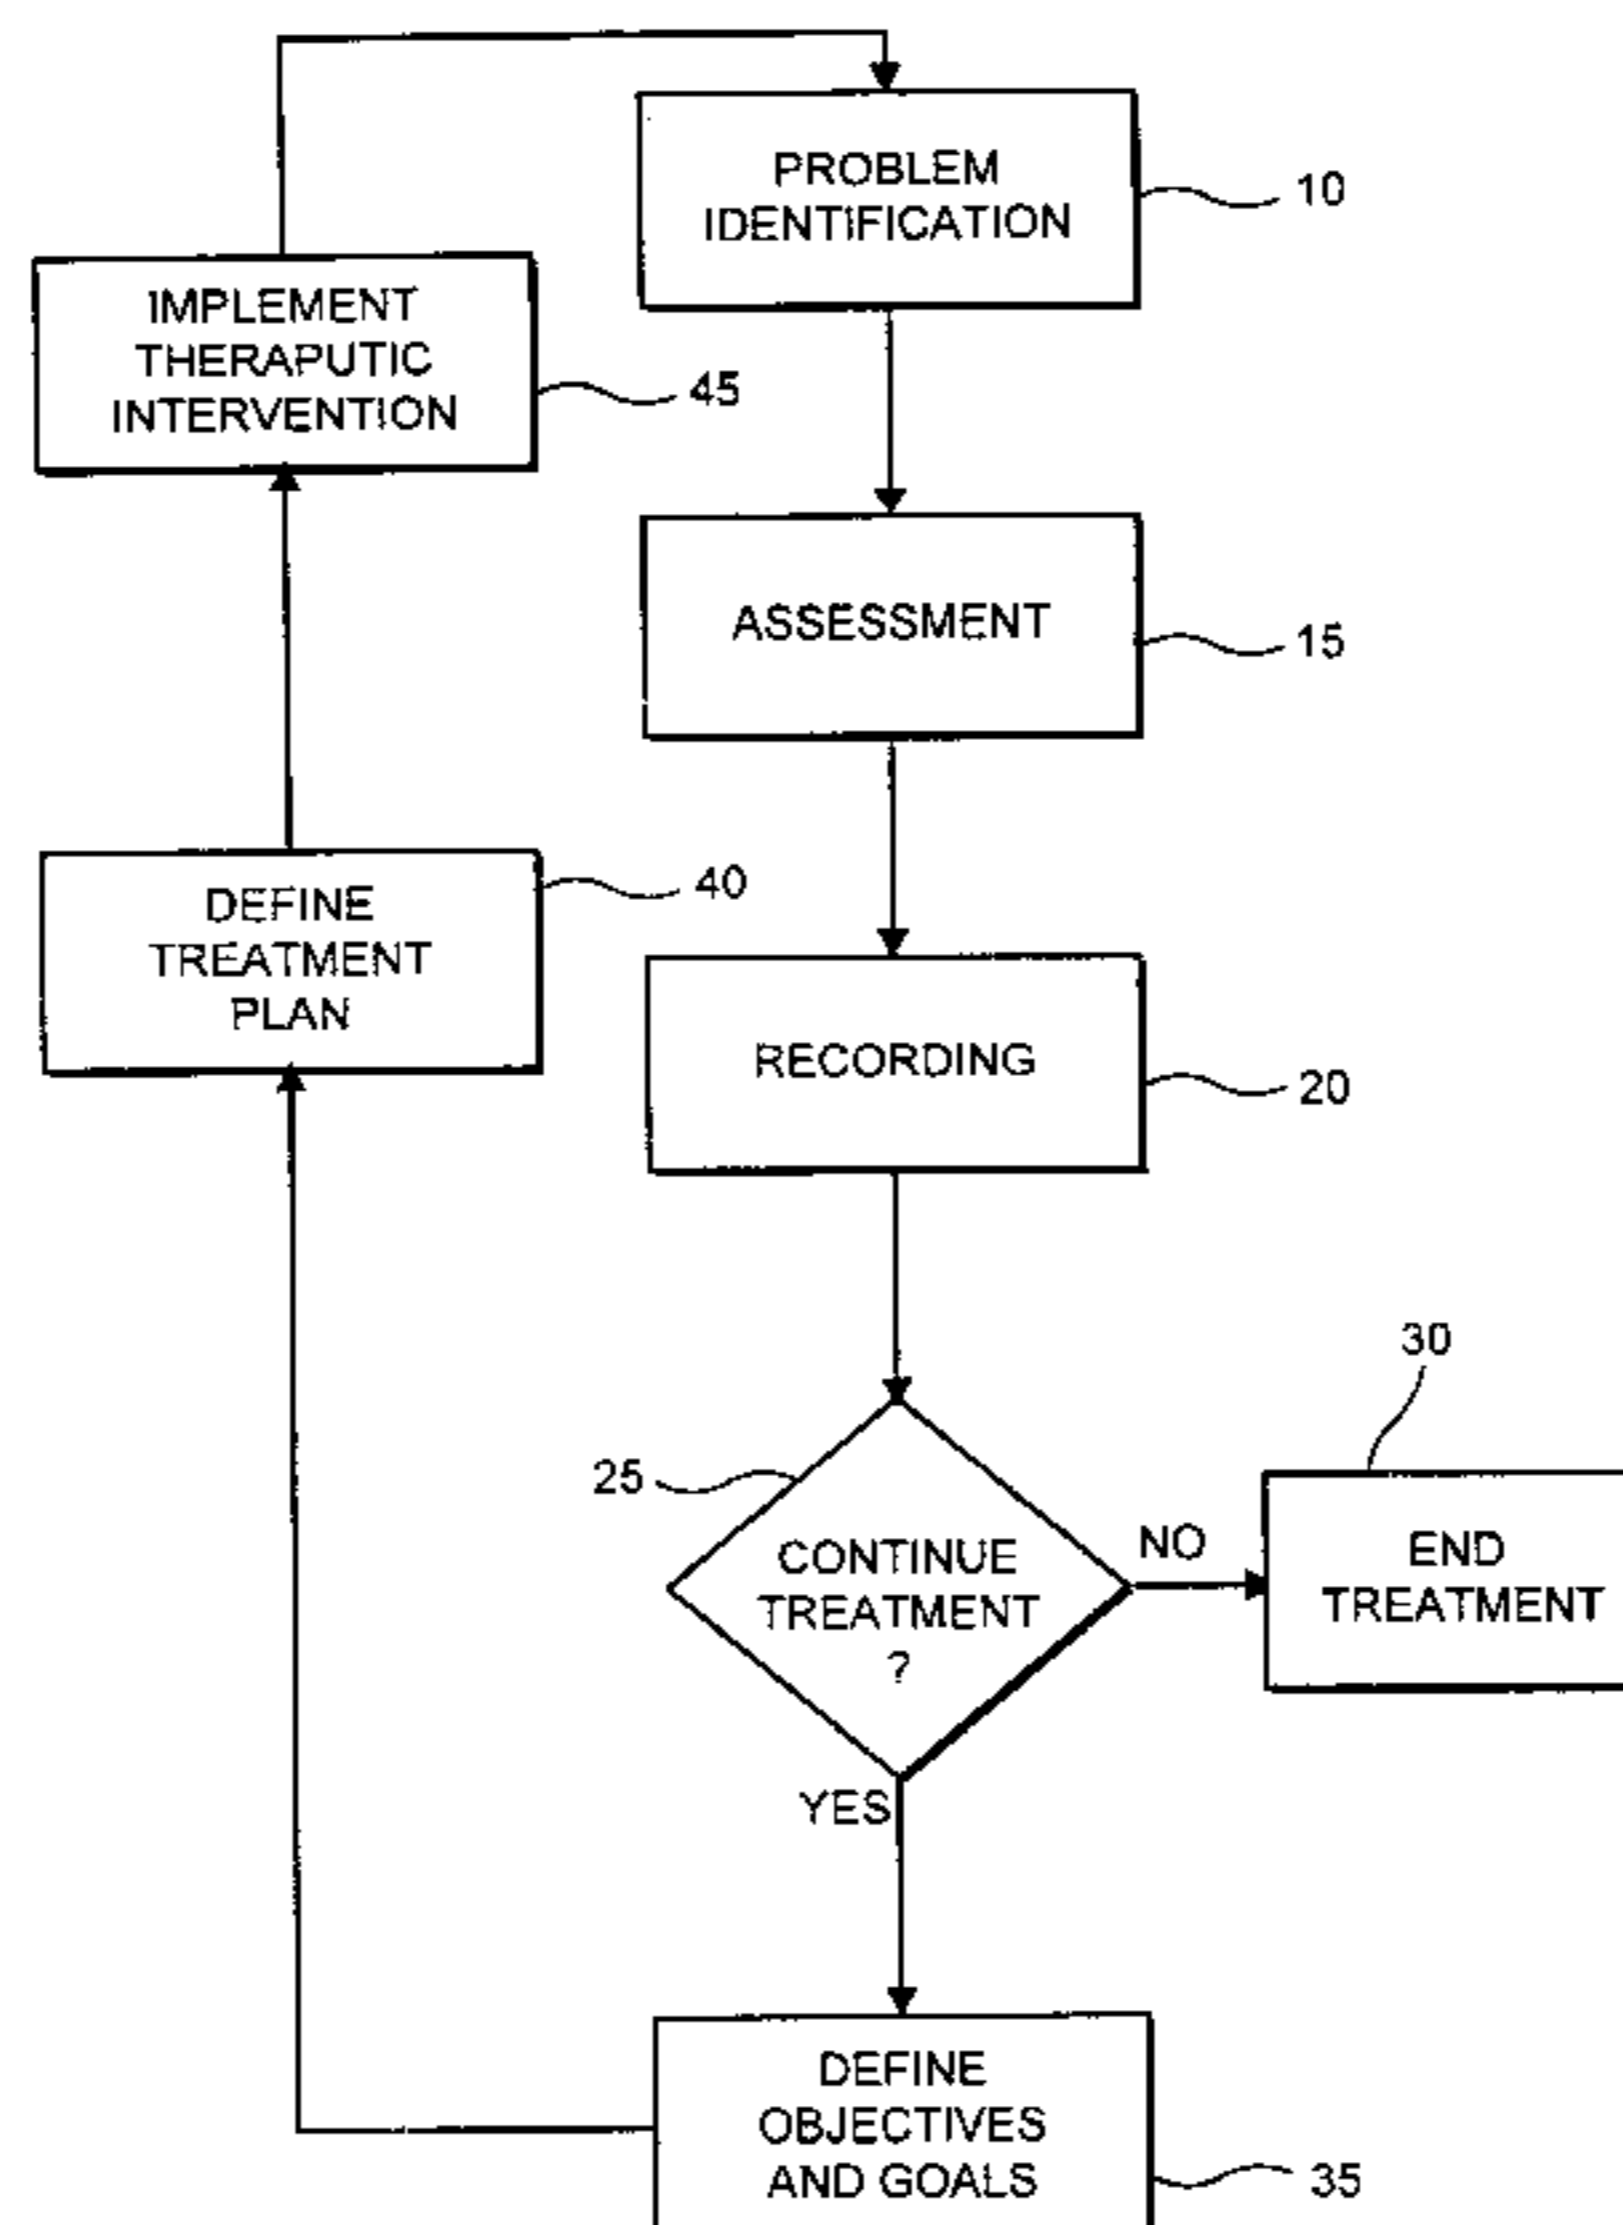 PROBLEM
IDENTIFICATION
10
IMPLEMENT
THERAPUTIC
INTERVENTION
45
ASSESSMENT
15
DEFINE
TREATMENT
PLAN
40
RECORDING
20
30
25
CONTINUE
TREATMENT
?
NO
END
TREATMENT
YES
DEFINE
OBJECTIVES
AND GOALS
35